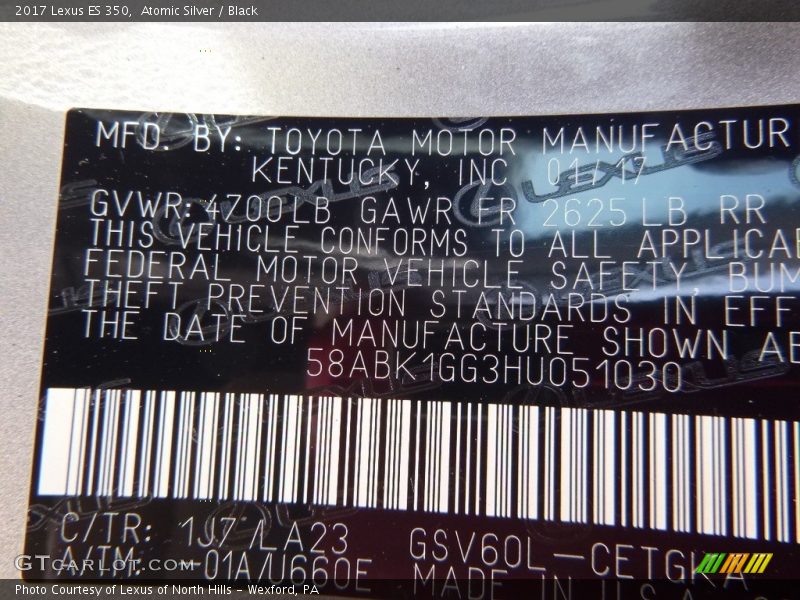 2017 Lexus ES 350,  Atomic Silver / Black
MFD. BY: TOYOTA MOTOR MANUFACTUR
KENTUCKY, INC 01/17
GVWR: 4700LB GAWR FR 2625LB RR
THIS VEHICLE CONFORMS TO ALL APPLICAB
FEDERAL MOTOR VEHICLE SAFETY, BUM
THEFT PREVENTION STANDARDS IN EFF
THE DATE OF MANUFACTURE SHOWN AB
58ABK1GG3HU051030
C/TR: 1J7/LA23 GSV60L-CETGKA
A/TM: -01A/U660E MADE IN U.S.A.
GTcarlot.com
Photo Courtesy of Lexus of North Hills – Wexford, PA